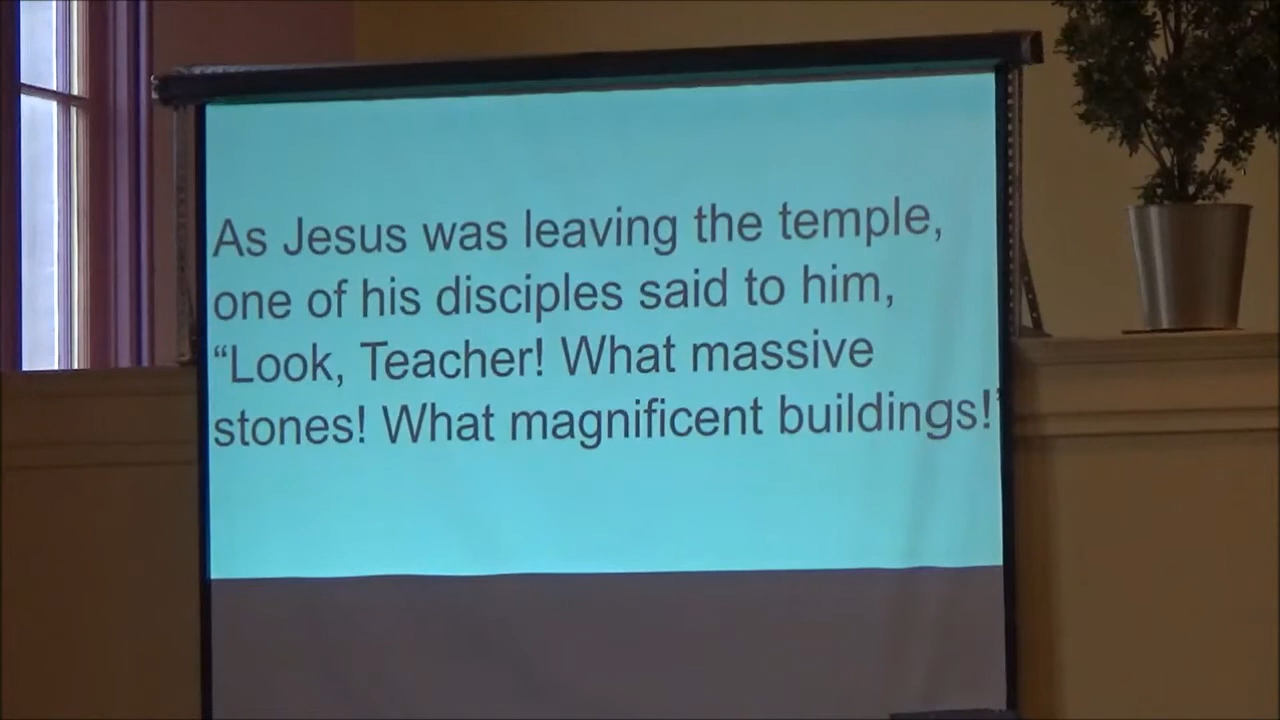 As Jesus was leaving the temple,
one of his disciples said to him,
“Look, Teacher! What massive
stones! What magnificent buildings!”